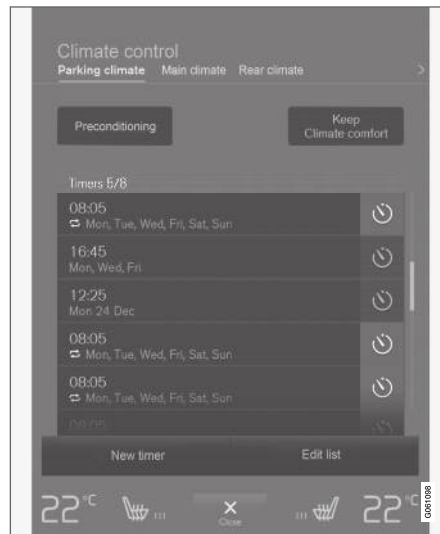 Climate control
Parking climate Main climate Rear climate
Preconditioning
Keep
Climate comfort
Timers 5/8
08:05
Mon, Tue, Wed, Fri, Sat, Sun
16:45
Mon, Wed, Fri
12:25
Mon 24 Dec
08:05
Mon, Tue, Wed, Fri, Sat, Sun
08:05
Mon, Tue, Wed, Fri, Sat, Sun
09:05
New timer Edit list
22°C 22°C
Close
G061098